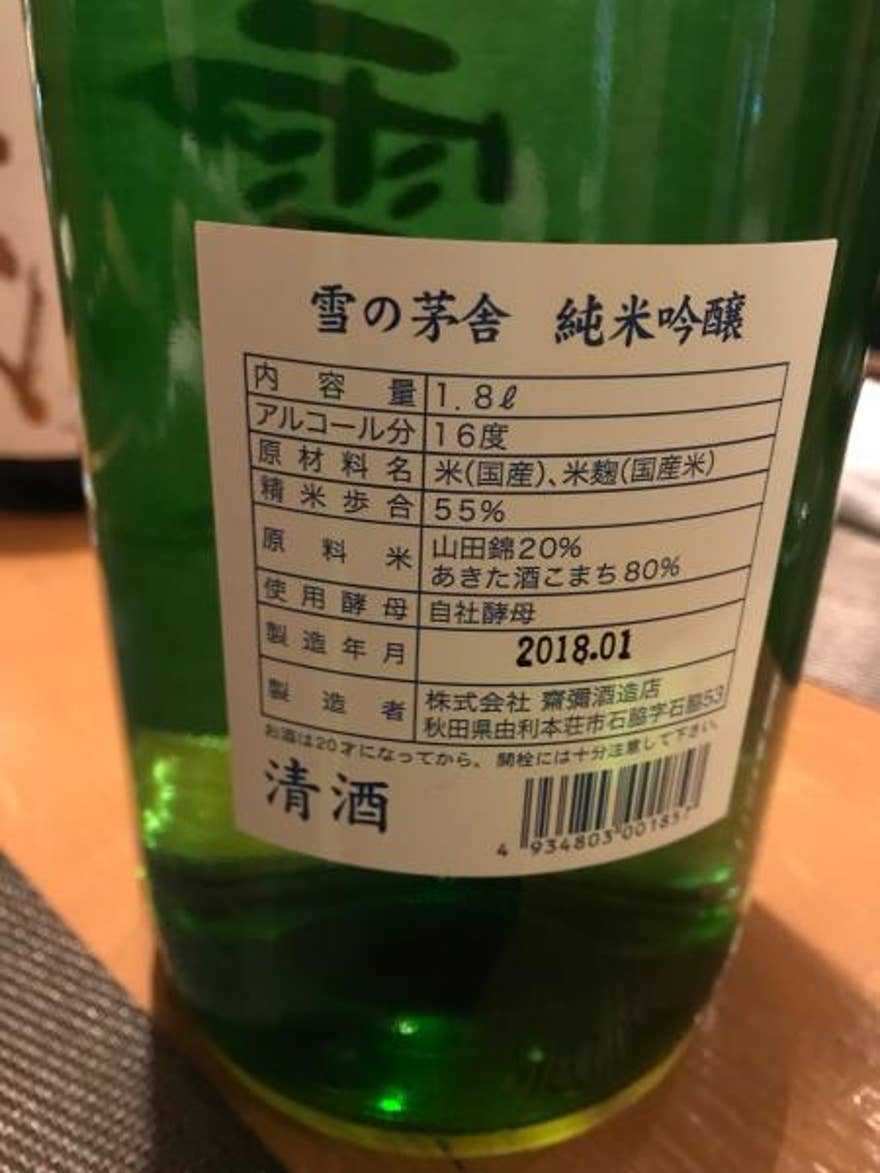 雪
雪の茅舎 純米吟醸
内容量 1.8ℓ
アルコール分 16度
原材料名 米(国産)、米麹(国産米)
精米歩合 55%
原料米 山田錦20%
あきた酒こまち80%
使用酵母 自社酵母
製造年月 2018.01
製造者 株式会社 齋彌酒造店
秋田県由利本荘市石脇字石脇53
お酒は20才になってから。開栓には十分注意して下さい。
清酒
4 934803 001857